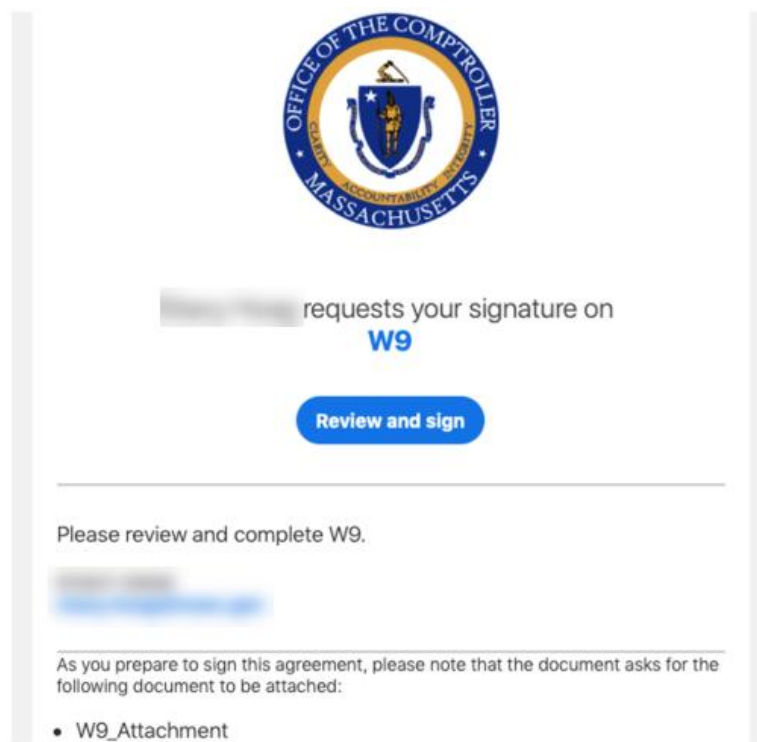 OFFICE OF THE COMPTROLLER
CLARITY ACCOUNTABILITY INTEGRITY
MASSACHUSETTS
requests your signature on
W9
Review and sign
Please review and complete W9.
As you prepare to sign this agreement, please note that the document asks for the
following document to be attached:
• W9_Attachment